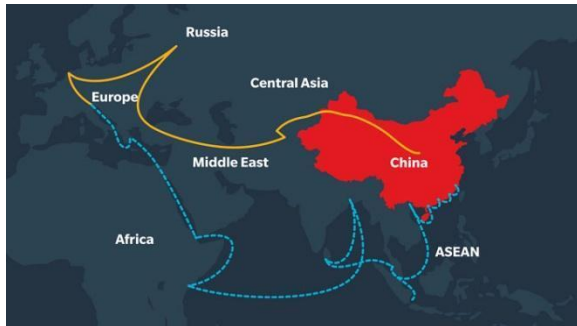 Russia
Central Asia
Europe
Middle East
China
Africa
ASEAN